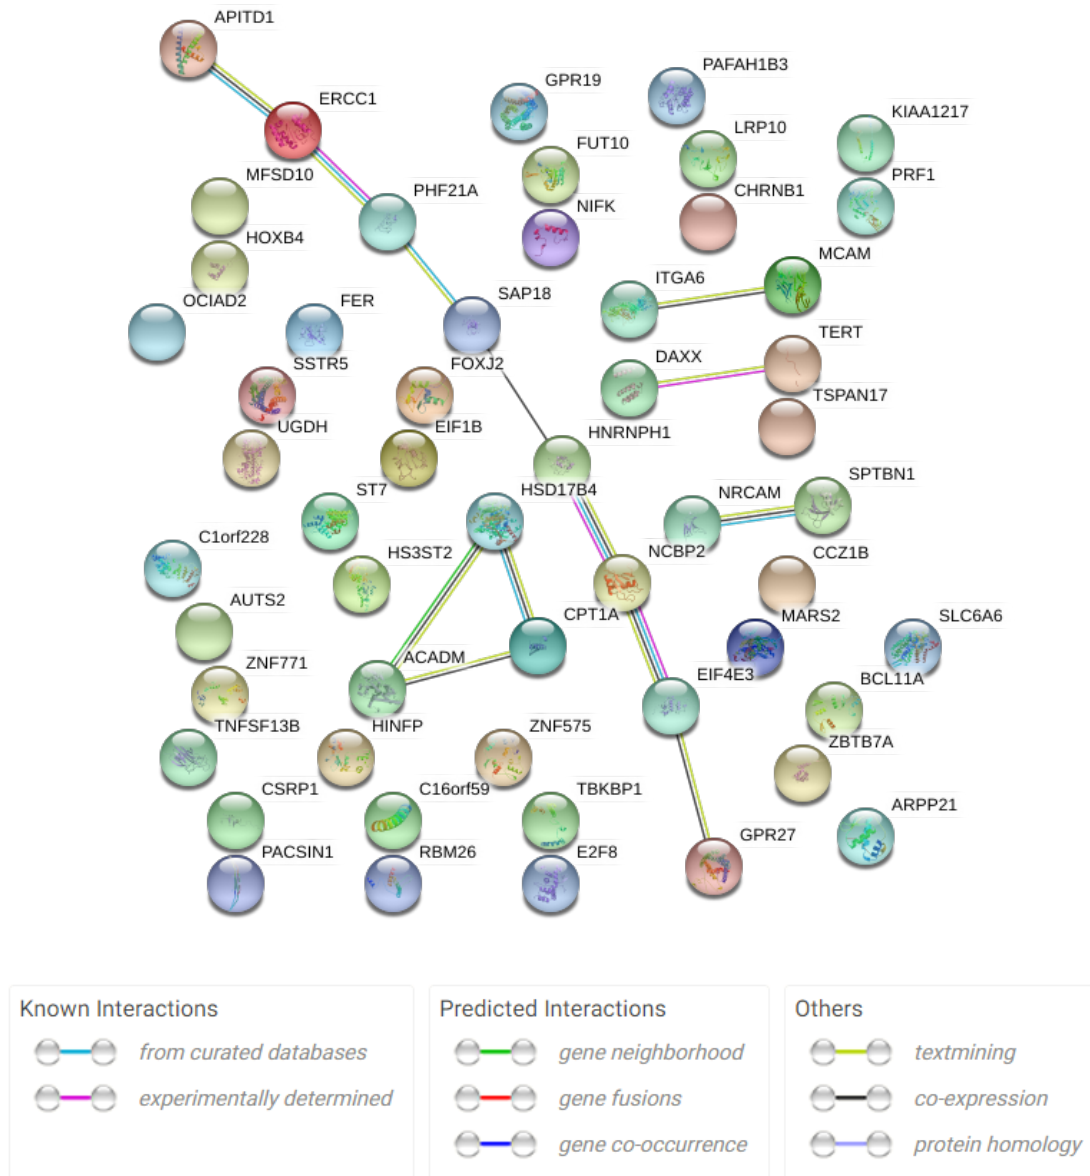 APITD1
PAFAH1B3
GPR19
ERCC1
KIAA1217
LRP10
FUT10
MFSD10
PRF1
PHF21A
CHRNB1
NIFK
HOXB4
MCAM
ITGA6
OCIAD2
FER
SAP18
TERT
DAXX
SSTR5
FOXJ2
TSPAN17
UGDH
EIF1B
HNRNPH1
SPTBN1
ST7
HSD17B4
NRCAM
C1orf228
HS3ST2
NCBP2
CCZ1B
AUTS2
CPT1A
MARS2
SLC6A6
ACADM
ZNF771
EIF4E3
BCL11A
TNFSF13B
HINFP
ZNF575
ZBTB7A
CSRP1
C16orf59
TBKBP1
ARPP21
GPR27
PACSIN1
RBM26
E2F8
Known Interactions
from curated databases
experimentally determined
Predicted Interactions
gene neighborhood
gene fusions
gene co-occurrence
Others
textmining
co-expression
protein homology